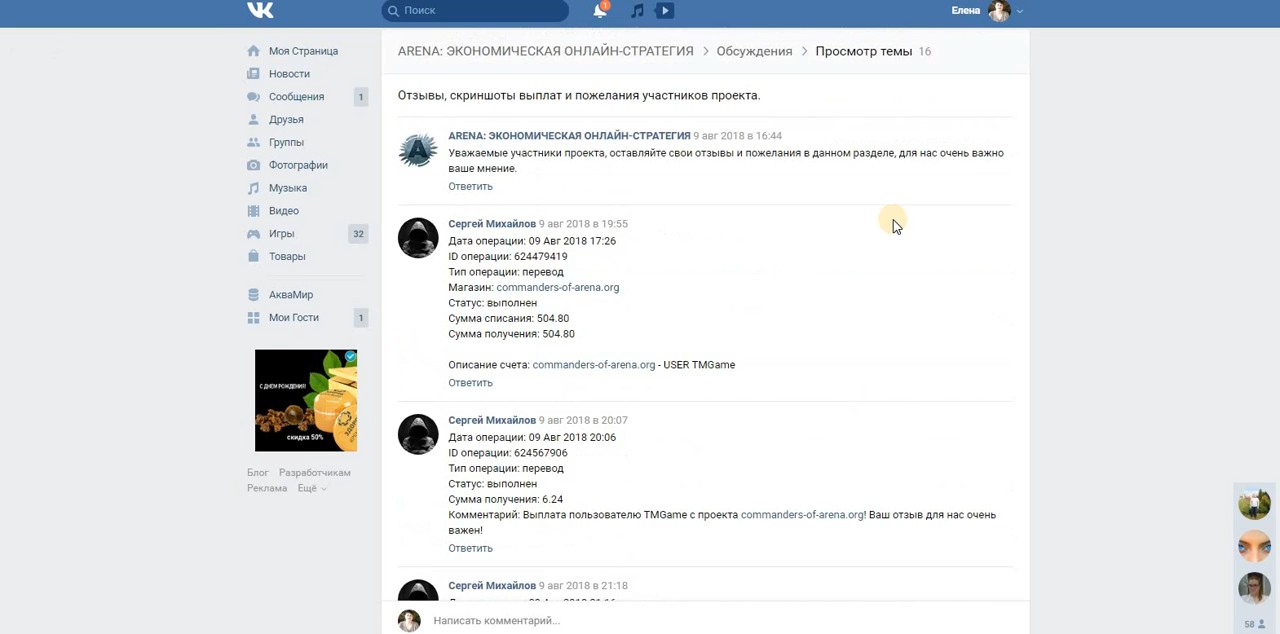 Поиск
1
Елена
Моя Страница
Новости
Сообщения 1
Друзья
Группы
Фотографии
Музыка
Видео
Игры 32
Товары
АкваМир
Мои Гости 1
С ДНЕМ РОЖДЕНИЯ!
скидка 50%
Блог Разработчикам
Реклама Ещё
ARENA: ЭКОНОМИЧЕСКАЯ ОНЛАЙН-СТРАТЕГИЯ > Обсуждения > Просмотр темы 16
Отзывы, скриншоты выплат и пожелания участников проекта.
ARENA: ЭКОНОМИЧЕСКАЯ ОНЛАЙН-СТРАТЕГИЯ 9 авг 2018 в 16:44
Уважаемые участники проекта, оставляйте свои отзывы и пожелания в данном разделе, для нас очень важно
ваше мнение.
Ответить
Сергей Михайлов 9 авг 2018 в 19:55
Дата операции: 09 Авг 2018 17:26
ID операции: 624479419
Тип операции: перевод
Магазин: commanders-of-arena.org
Статус: выполнен
Сумма списания: 504.80
Сумма получения: 504.80
Описание счета: commanders-of-arena.org - USER TMGame
Ответить
Сергей Михайлов 9 авг 2018 в 20:07
Дата операции: 09 Авг 2018 20:06
ID операции: 624567906
Тип операции: перевод
Статус: выполнен
Сумма получения: 6.24
Комментарий: Выплата пользователю TMGame с проекта commanders-of-arena.org! Ваш отзыв для нас очень
важен!
Ответить
Сергей Михайлов 9 авг 2018 в 21:18
Написать комментарий...
58